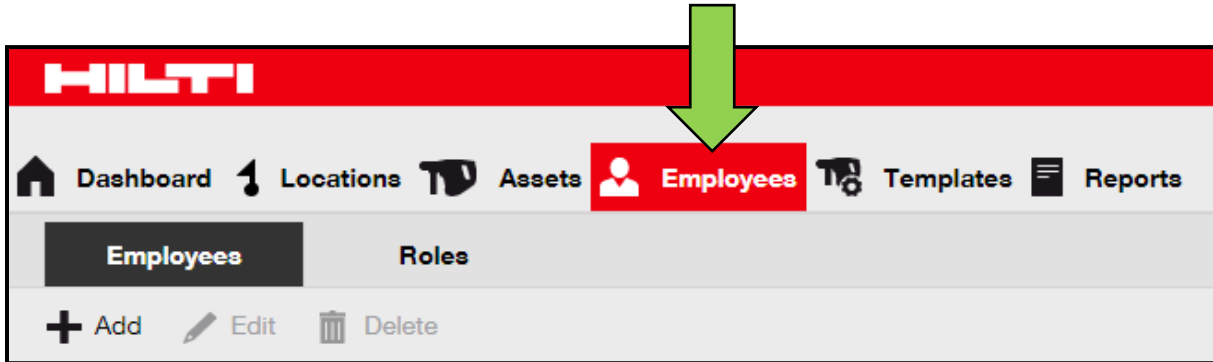 HILTI
Dashboard Locations Assets Employees Templates Reports
Employees Roles
Add Edit Delete